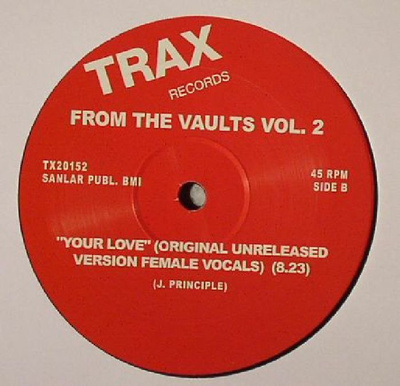 TRAX
RECORDS
FROM THE VAULTS VOL. 2
TX20152
SANLAR PUBL. BMI
45 RPM
SIDE B
"YOUR LOVE" (ORIGINAL UNRELEASED
VERSION FEMALE VOCALS) (8.23)
(J. PRINCIPLE)